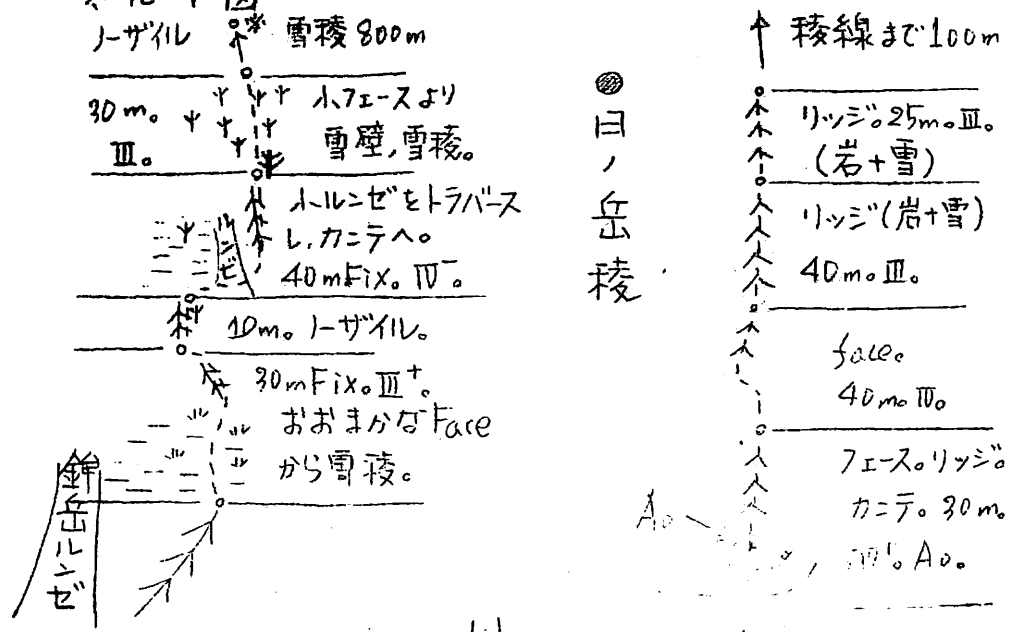 ノーザイル
雪稜800m
30m。
III。
小フェースより
雪壁,雪稜。
小ルンゼをトラバース
し,カンテへ。
40mFix。IV⁻。
ルンゼ
10m。ノーザイル。
30mFix。III⁺。
おおまかなFace
から雪稜。
錦岳ルンゼ
日ノ岳稜
稜線まで100m
リッジ。25m。III。
(岩+雪)
リッジ(岩+雪)
40m。III。
face。
40m。IV。
フェース。リッジ。
カンテ。30m。
A₀
A₀。